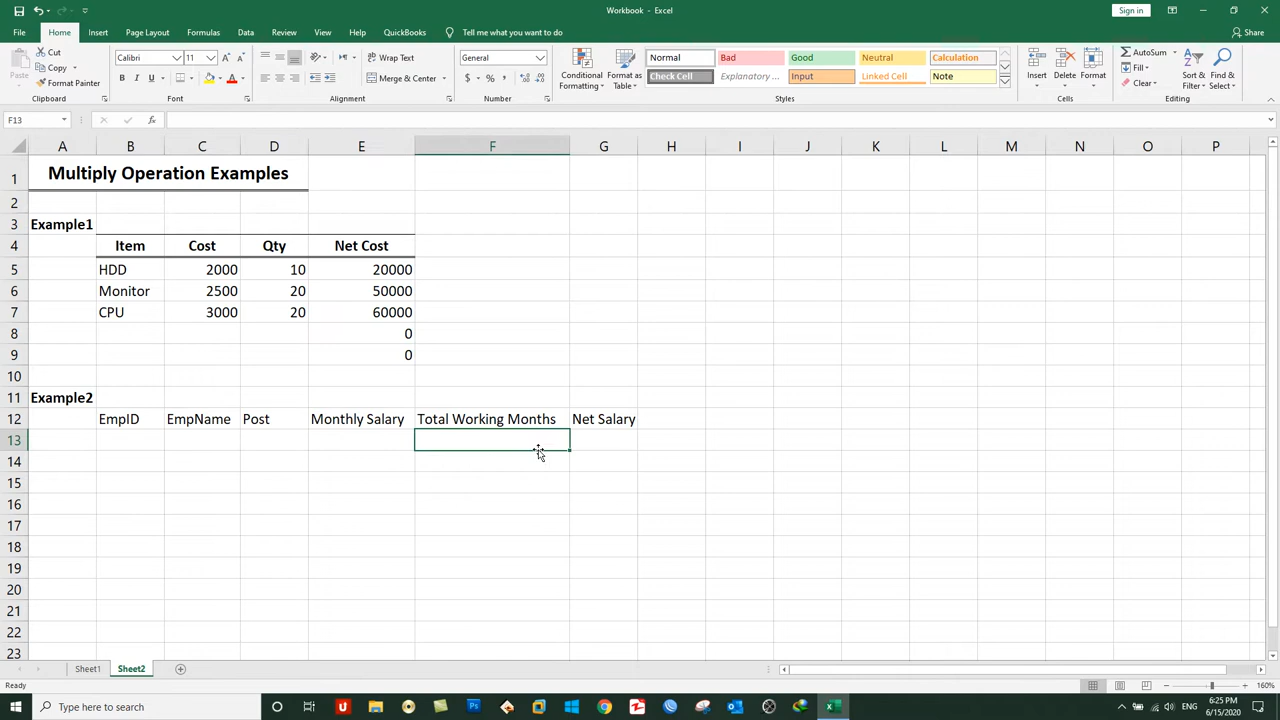 Workbook - Excel
Sign in
File Home Insert Page Layout Formulas Data Review View Help QuickBooks Tell me what you want to do Share
Paste
Cut
Copy
Format Painter
Clipboard
Calibri 11
B I U
Font
Wrap Text
Merge & Center
Alignment
General
$ % ,
Number
Conditional Formatting
Format as Table
Normal Bad Good Neutral Calculation
Check Cell Explanatory ... Input Linked Cell Note
Styles
Insert Delete Format
Cells
AutoSum
Fill
Clear
Sort & Filter
Find & Select
Editing
F13 fx
A B C D E F G H I J K L M N O P
1 Multiply Operation Examples
2
3 Example1
4 Item Cost Qty Net Cost
5 HDD 2000 10 20000
6 Monitor 2500 20 50000
7 CPU 3000 20 60000
8 0
9 0
10
11 Example2
12 EmpID EmpName Post Monthly Salary Total Working Months Net Salary
13
14
15
16
17
18
19
20
21
22
23
Sheet1 Sheet2
Ready 160%
Type here to search
ENG
6:25 PM
6/15/2020